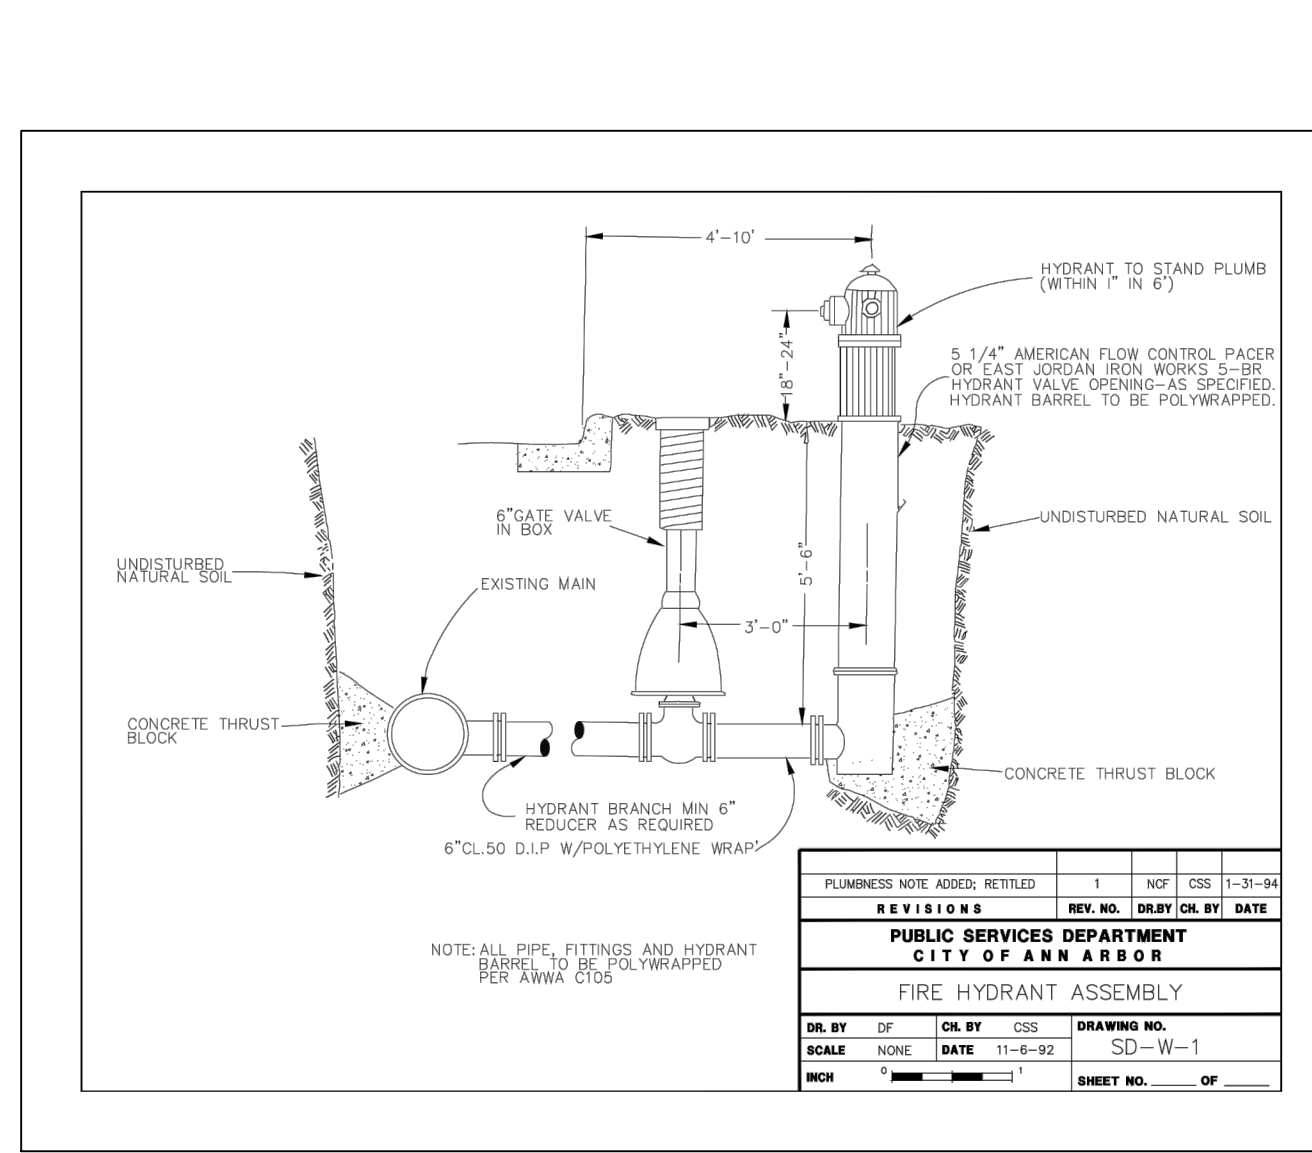 4'-10'
HYDRANT TO STAND PLUMB
(WITHIN 1" IN 6')
18"-24"
5 1/4" AMERICAN FLOW CONTROL PACER
OR EAST JORDAN IRON WORKS 5-BR
HYDRANT VALVE OPENING-AS SPECIFIED.
HYDRANT BARREL TO BE POLYWRAPPED.
6"GATE VALVE
IN BOX
UNDISTURBED NATURAL SOIL
UNDISTURBED
NATURAL SOIL
EXISTING MAIN
5'-6"
3'-0"
CONCRETE THRUST
BLOCK
CONCRETE THRUST BLOCK
HYDRANT BRANCH MIN 6"
REDUCER AS REQUIRED
6"CL.50 D.I.P W/POLYETHYLENE WRAP'
PLUMBNESS NOTE ADDED; RETITLED 1 NCF CSS 1-31-94
REVISIONS REV. NO. DR.BY CH. BY DATE
PUBLIC SERVICES DEPARTMENT
CITY OF ANN ARBOR
NOTE: ALL PIPE, FITTINGS AND HYDRANT
BARREL TO BE POLYWRAPPED
PER AWWA C105
FIRE HYDRANT ASSEMBLY
DR. BY DF CH. BY CSS DRAWING NO.
SCALE NONE DATE 11-6-92 SD-W-1
INCH 0 1 SHEET NO. ______ OF ______